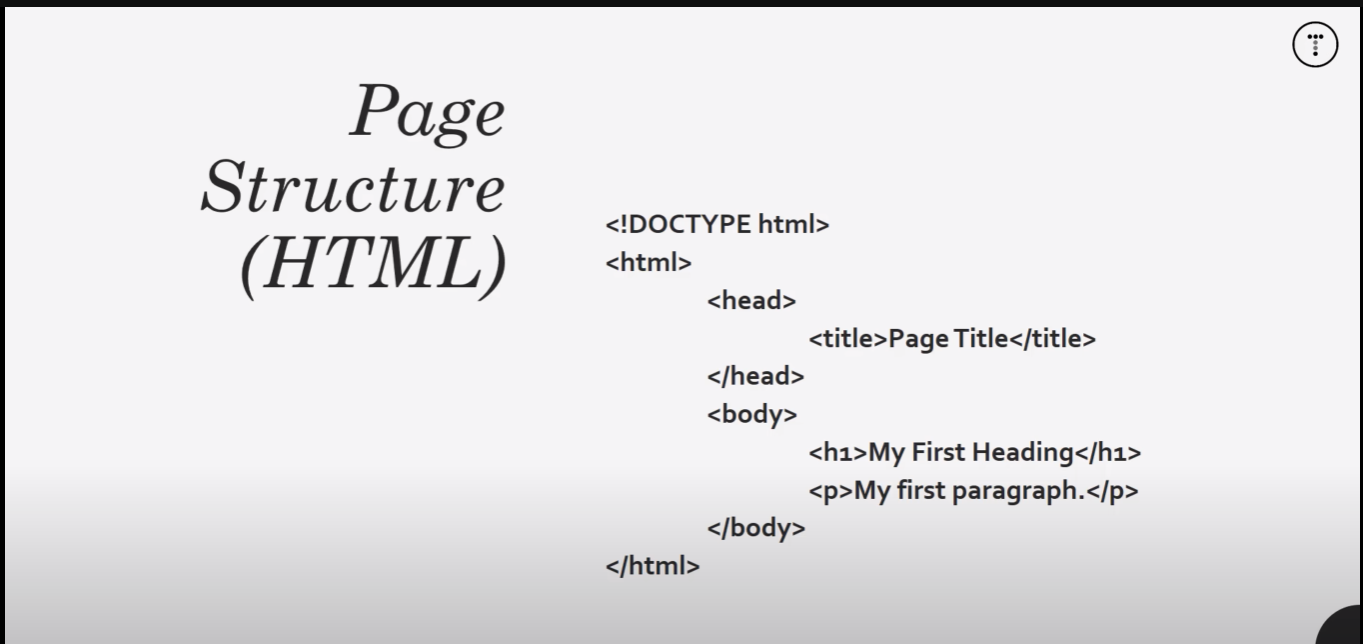 Page
Structure
(HTML)
<!DOCTYPE html>
<html>
<head>
<title>Page Title</title>
</head>
<body>
<h1>My First Heading</h1>
<p>My first paragraph.</p>
</body>
</html>